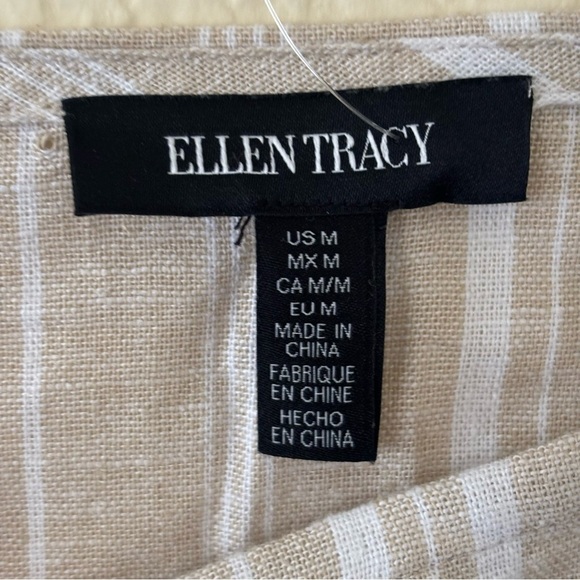 ELLEN TRACY
US M
MX M
CA M/M
EU M
MADE IN
CHINA
FABRIQUE
EN CHINE
HECHO
EN CHINA